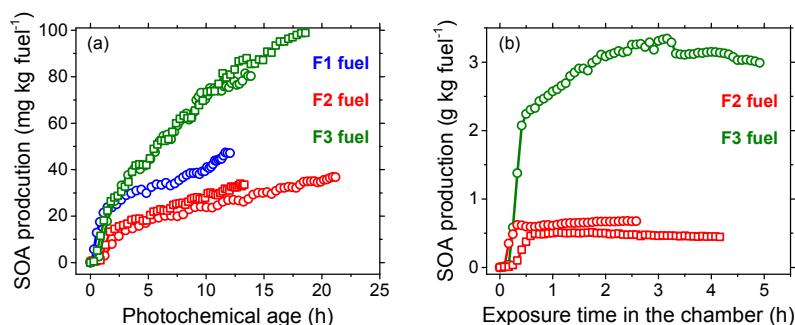 (a)
F1 fuel
F2 fuel
F3 fuel
SOA prodcution (mg kg fuel⁻¹)
100
80
60
40
20
0
0 5 10 15 20 25
Photochemical age (h)
(b)
F2 fuel
F3 fuel
SOA production (g kg fuel⁻¹)
3
2
1
0
0 1 2 3 4 5
Exposure time in the chamber (h)